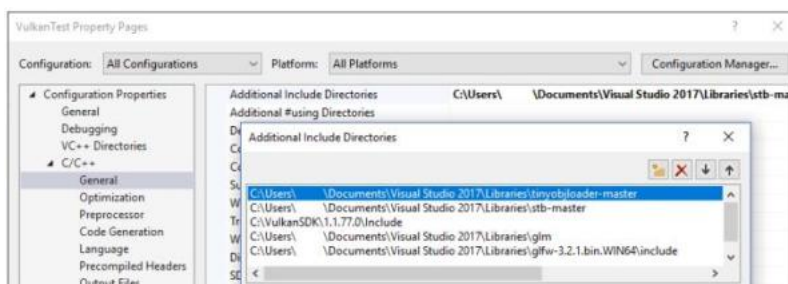 VulkanTest Property Pages ? ×
Configuration: All Configurations Platform: All Platforms Configuration Manager...
Configuration Properties
General
Debugging
VC++ Directories
C/C++
General
Optimization
Preprocessor
Code Generation
Language
Precompiled Headers
Output Files
Additional Include Directories C:\Users\ \Documents\Visual Studio 2017\Libraries\stb-ma
Additional #using Directories
Additional Include Directories ? ×
C:\Users\ \Documents\Visual Studio 2017\Libraries\tinyobjloader-master
C:\Users\ \Documents\Visual Studio 2017\Libraries\stb-master
C:\VulkanSDK\1.1.77.0\Include
C:\Users\ \Documents\Visual Studio 2017\Libraries\glm
C:\Users\ \Documents\Visual Studio 2017\Libraries\glfw-3.2.1.bin.WIN64\include